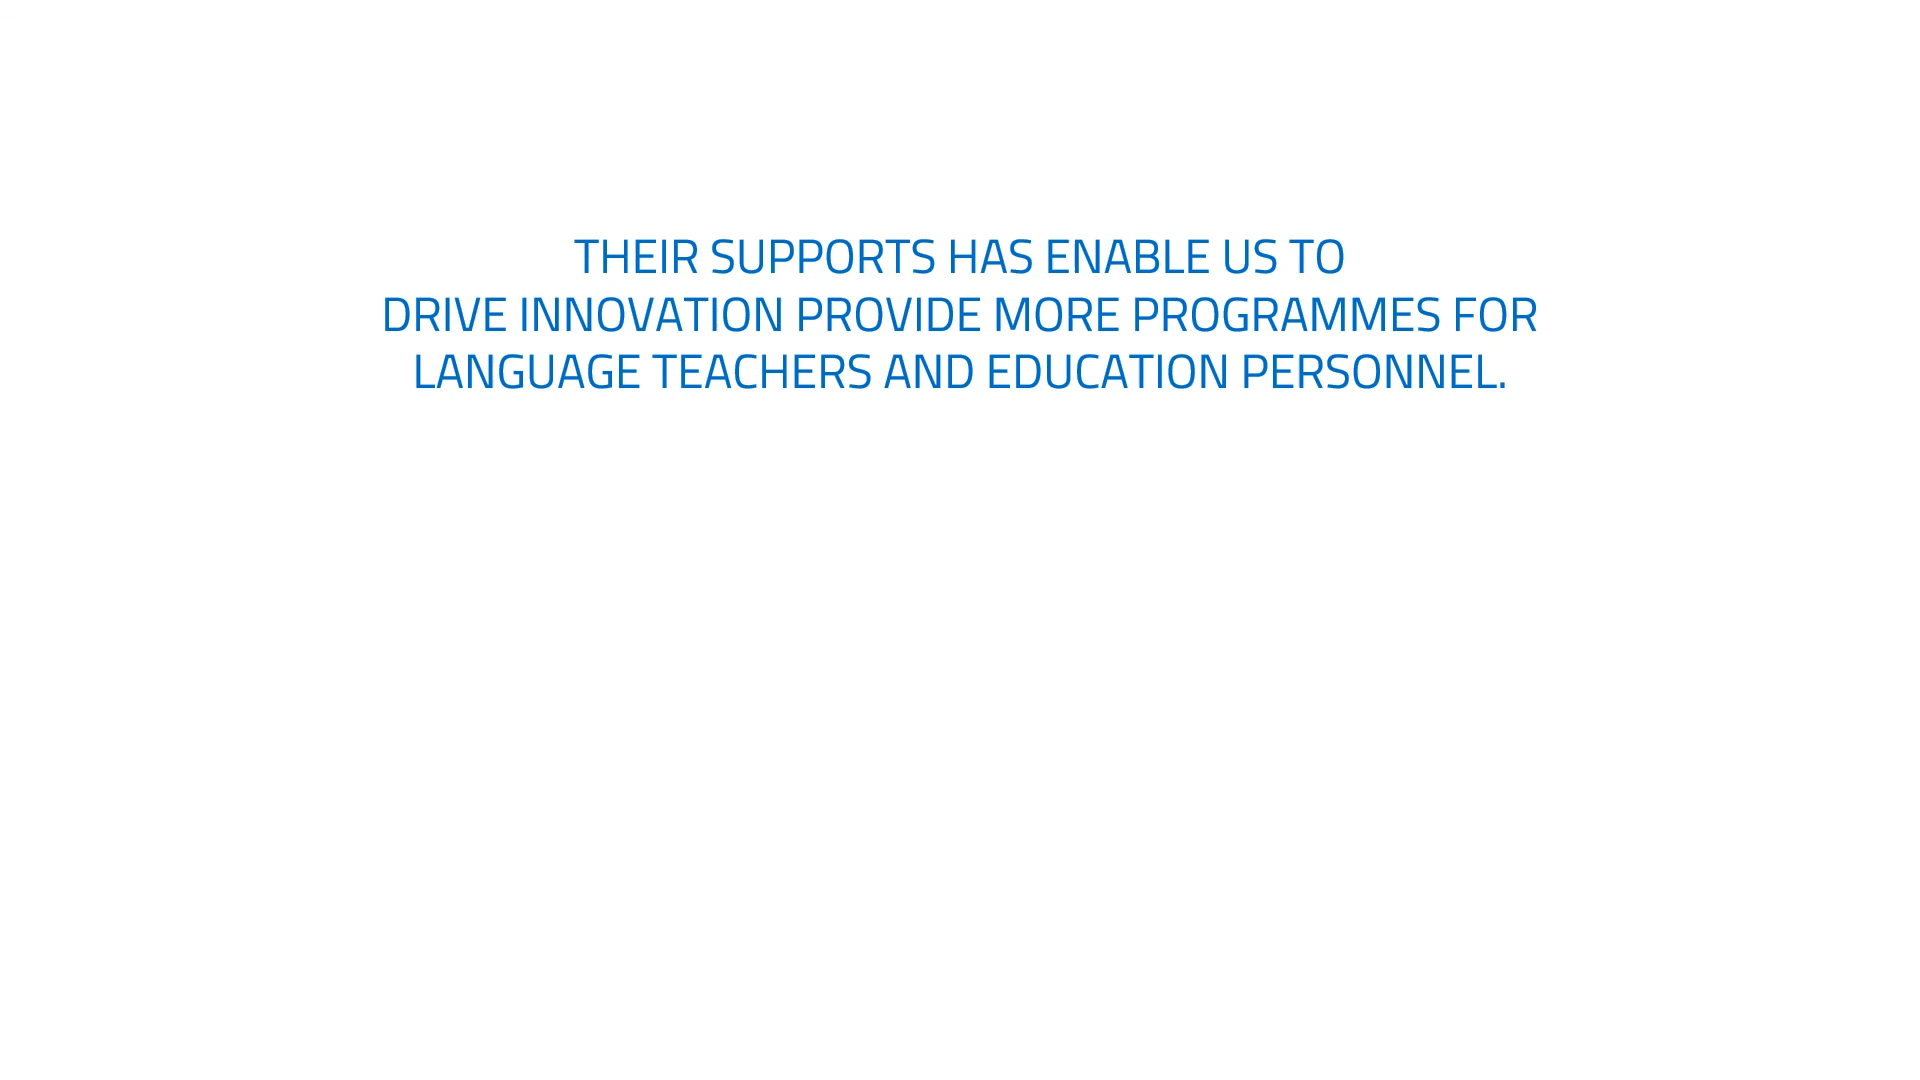 THEIR SUPPORTS HAS ENABLE US TO
DRIVE INNOVATION PROVIDE MORE PROGRAMMES FOR
LANGUAGE TEACHERS AND EDUCATION PERSONNEL.